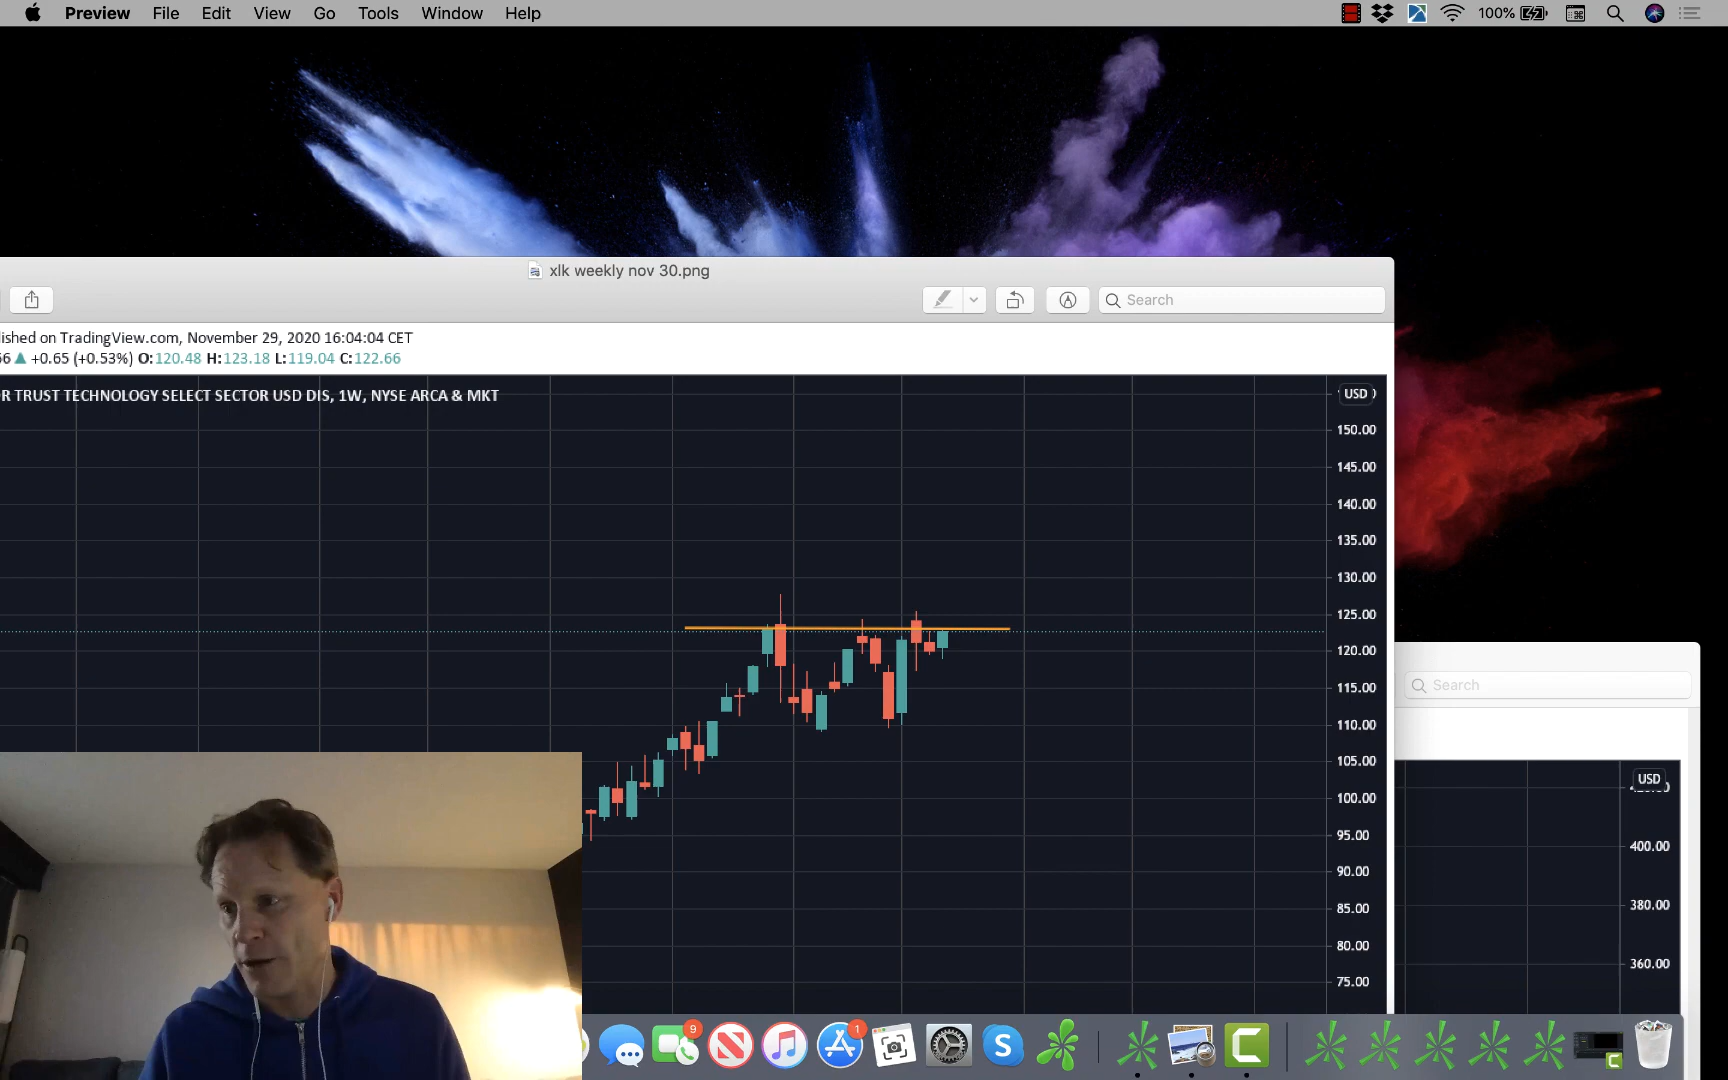 Preview File Edit View Go Tools Window Help 100%
xlk weekly nov 30.png
Search
ished on TradingView.com, November 29, 2020 16:04:04 CET
66 ▲ +0.65 (+0.53%) O:120.48 H:123.18 L:119.04 C:122.66
R TRUST TECHNOLOGY SELECT SECTOR USD DIS, 1W, NYSE ARCA & MKT
USD
150.00
145.00
140.00
135.00
130.00
125.00
120.00
115.00
110.00
105.00
100.00
95.00
90.00
85.00
80.00
75.00
Search
USD
400.00
380.00
360.00
9
1
S
C
C